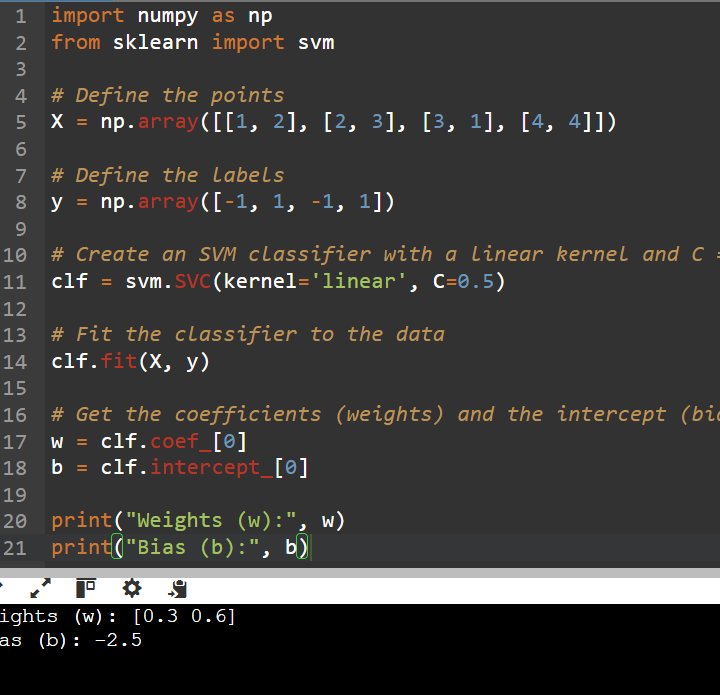 1 import numpy as np
2 from sklearn import svm
3
4 # Define the points
5 X = np.array([[1, 2], [2, 3], [3, 1], [4, 4]])
6
7 # Define the labels
8 y = np.array([-1, 1, -1, 1])
9
10 # Create an SVM classifier with a linear kernel and C =
11 clf = svm.SVC(kernel='linear', C=0.5)
12
13 # Fit the classifier to the data
14 clf.fit(X, y)
15
16 # Get the coefficients (weights) and the intercept (bia
17 w = clf.coef_[0]
18 b = clf.intercept_[0]
19
20 print("Weights (w):", w)
21 print("Bias (b):", b)
ights (w): [0.3 0.6]
as (b): -2.5